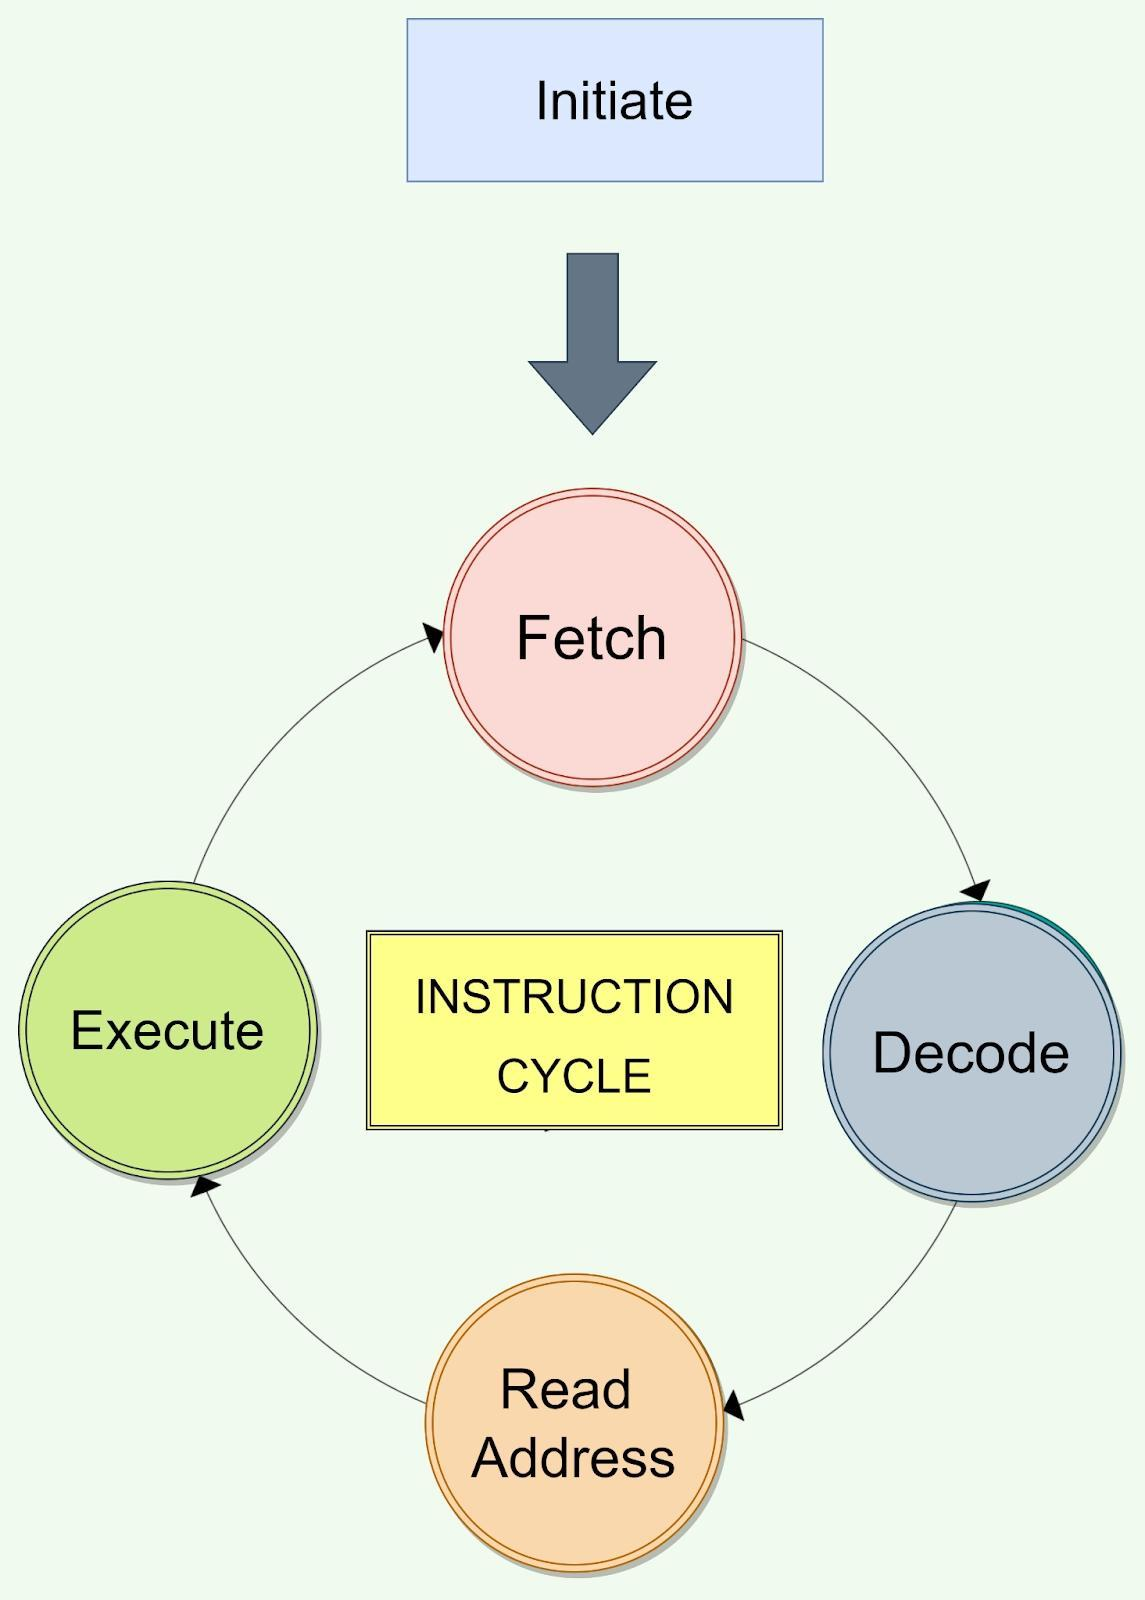 Initiate
Fetch
Execute
INSTRUCTION
CYCLE
Decode
Read
Address